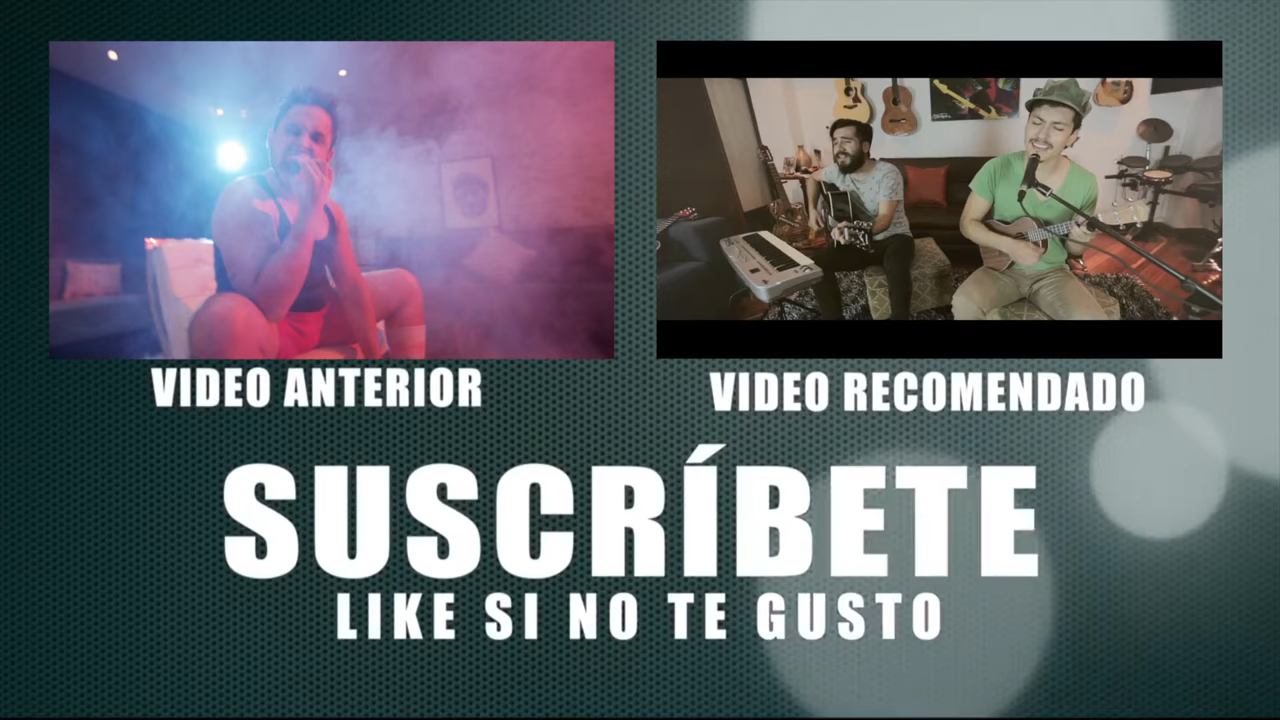 VIDEO ANTERIOR
VIDEO RECOMENDADO
SUSCRÍBETE
LIKE SI NO TE GUSTO